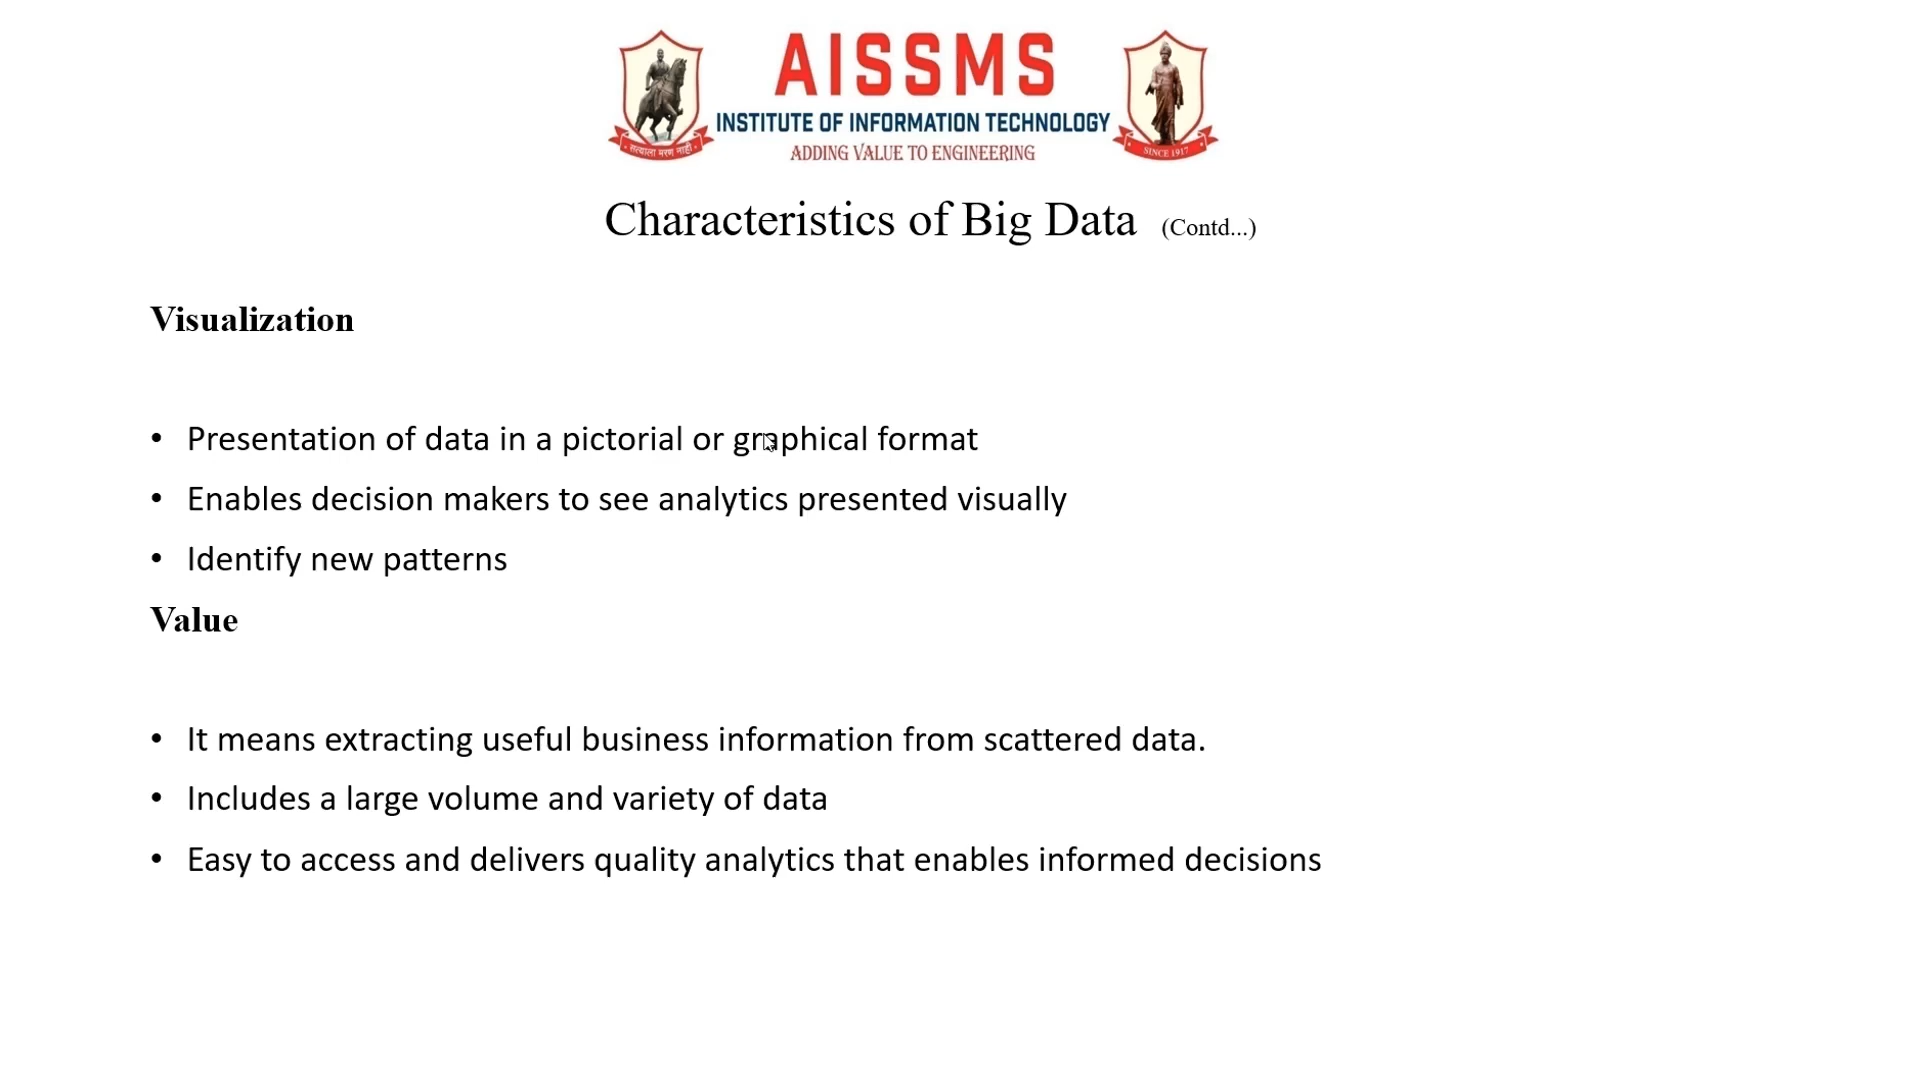 AISSMS
INSTITUTE OF INFORMATION TECHNOLOGY
ADDING VALUE TO ENGINEERING
सत्याला मरण नाही
SINCE 1917
Characteristics of Big Data (Contd...)
Visualization
• Presentation of data in a pictorial or graphical format
• Enables decision makers to see analytics presented visually
• Identify new patterns
Value
• It means extracting useful business information from scattered data.
• Includes a large volume and variety of data
• Easy to access and delivers quality analytics that enables informed decisions